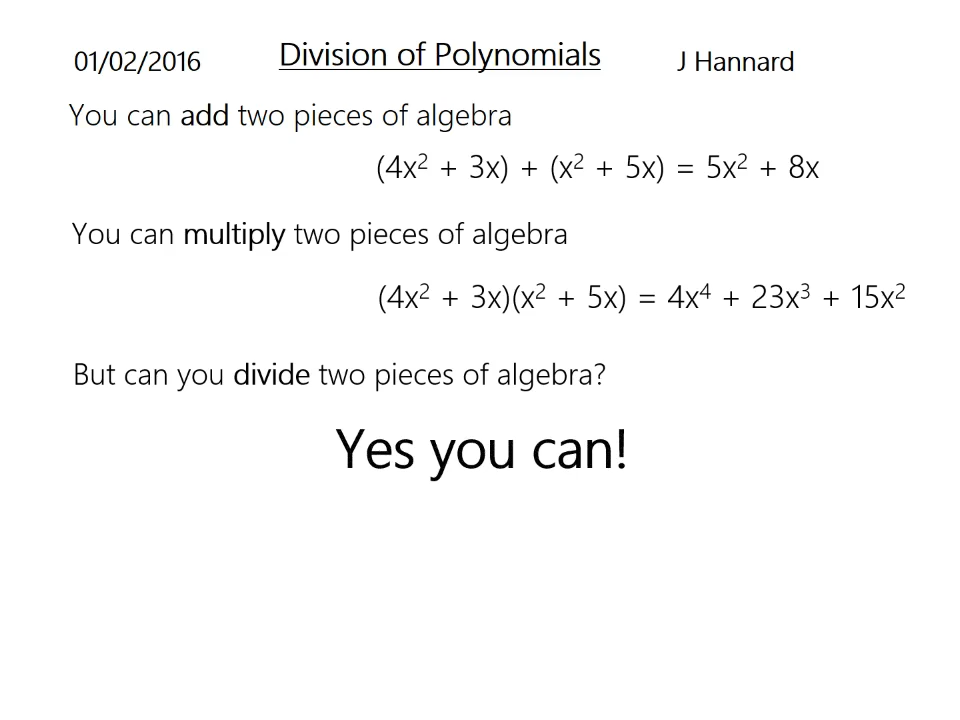 01/02/2016 Division of Polynomials J Hannard
You can add two pieces of algebra
(4x² + 3x) + (x² + 5x) = 5x² + 8x
You can multiply two pieces of algebra
(4x² + 3x)(x² + 5x) = 4x⁴ + 23x³ + 15x²
But can you divide two pieces of algebra?
Yes you can!